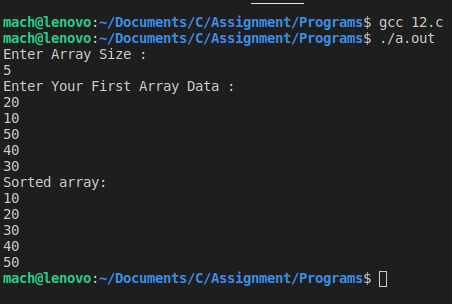 mach@lenovo:~/Documents/C/Assignment/Programs$ gcc 12.c
mach@lenovo:~/Documents/C/Assignment/Programs$ ./a.out
Enter Array Size :
5
Enter Your First Array Data :
20
10
50
40
30
Sorted array:
10
20
30
40
50
mach@lenovo:~/Documents/C/Assignment/Programs$